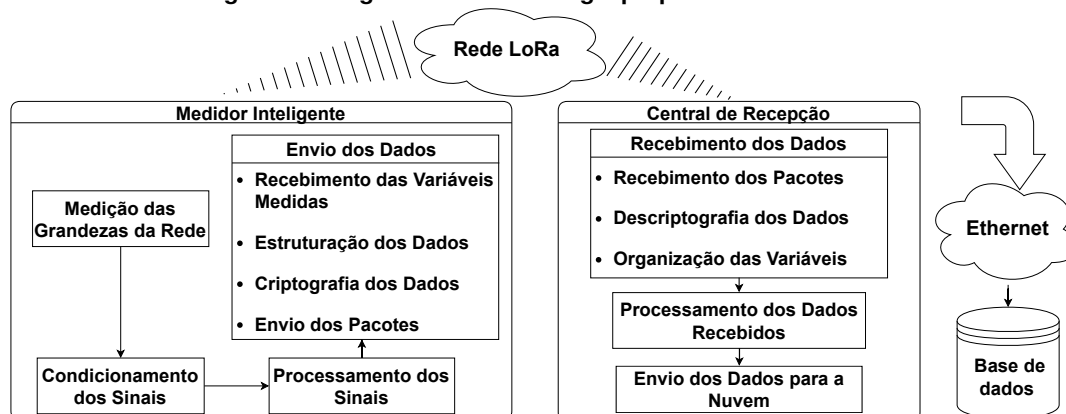 Rede LoRa
Medidor Inteligente
Envio dos Dados
• Recebimento das Variáveis
Medidas
• Estruturação dos Dados
• Criptografia dos Dados
• Envio dos Pacotes
Medição das
Grandezas da Rede
Condicionamento
dos Sinais
Processamento dos
Sinais
Central de Recepção
Recebimento dos Dados
• Recebimento dos Pacotes
• Descriptografia dos Dados
• Organização das Variáveis
Processamento dos Dados
Recebidos
Envio dos Dados para a
Nuvem
Ethernet
Base de
dados